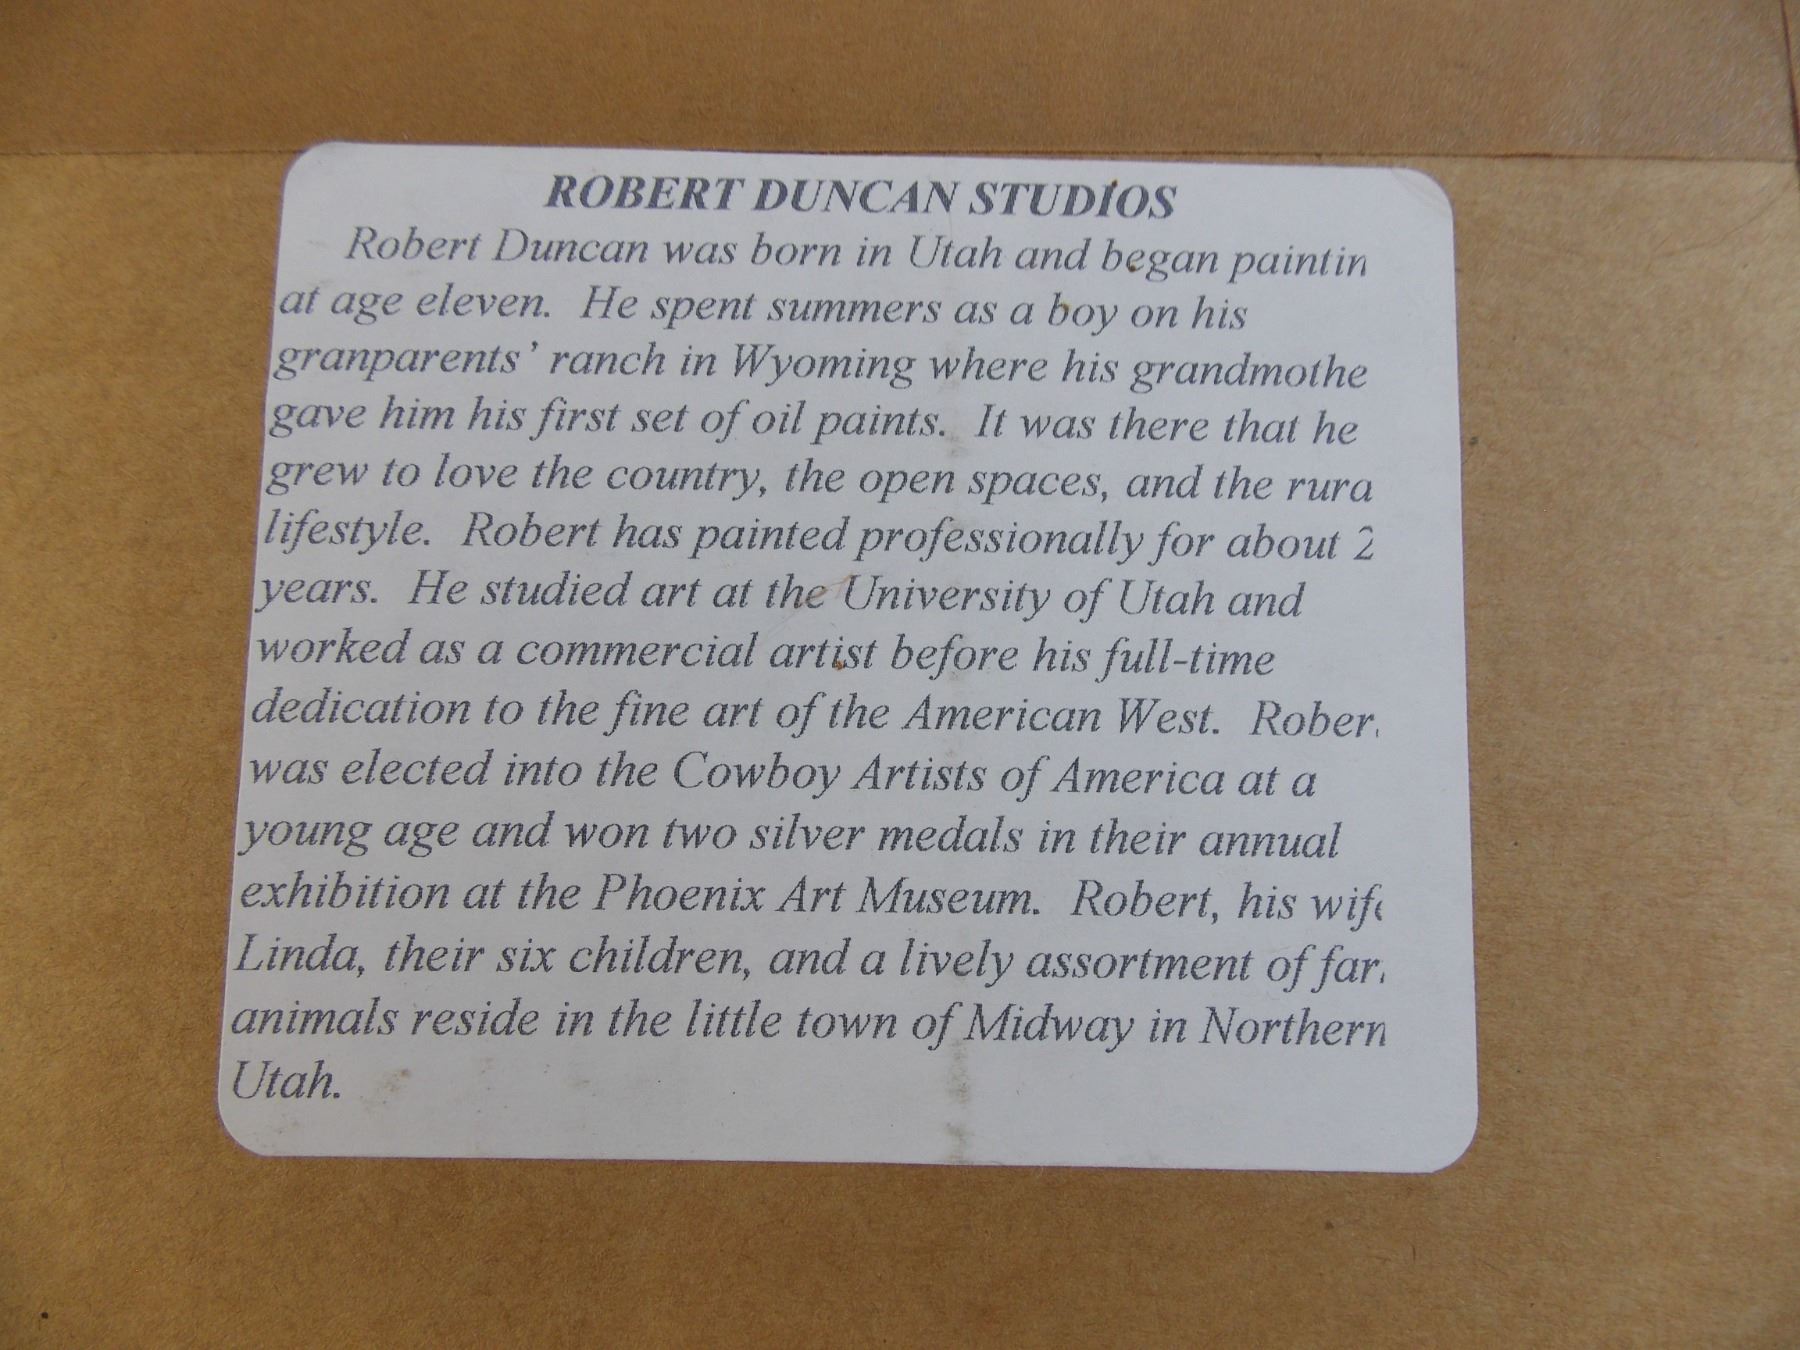 ROBERT DUNCAN STUDIOS
Robert Duncan was born in Utah and began paintin
at age eleven. He spent summers as a boy on his
granparents' ranch in Wyoming where his grandmothe
gave him his first set of oil paints. It was there that he
grew to love the country, the open spaces, and the rura
lifestyle. Robert has painted professionally for about 2
years. He studied art at the University of Utah and
worked as a commercial artist before his full-time
dedication to the fine art of the American West. Rober
was elected into the Cowboy Artists of America at a
young age and won two silver medals in their annual
exhibition at the Phoenix Art Museum. Robert, his wife
Linda, their six children, and a lively assortment of far
animals reside in the little town of Midway in Northern
Utah.